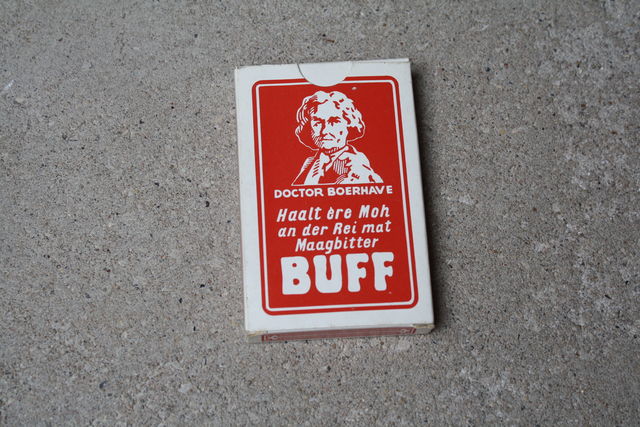 DOCTOR BOERHAVE
Haalt ère Moh
an der Rei mat
Maagbitter
BUFF